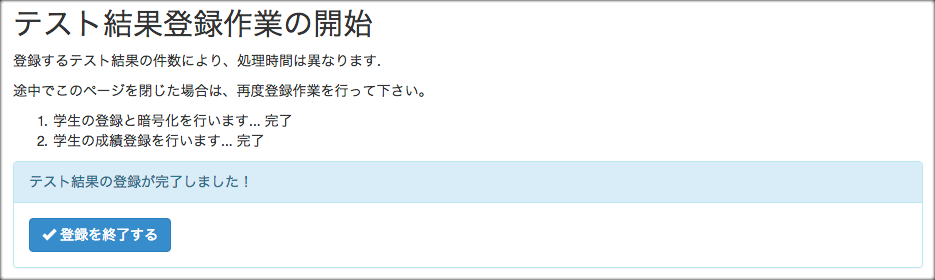 テスト結果登録作業の開始
登録するテスト結果の件数により、処理時間は異なります.
途中でこのページを閉じた場合は、再度登録作業を行って下さい。
1. 学生の登録と暗号化を行います... 完了
2. 学生の成績登録を行います... 完了
テスト結果の登録が完了しました！
✔ 登録を終了する